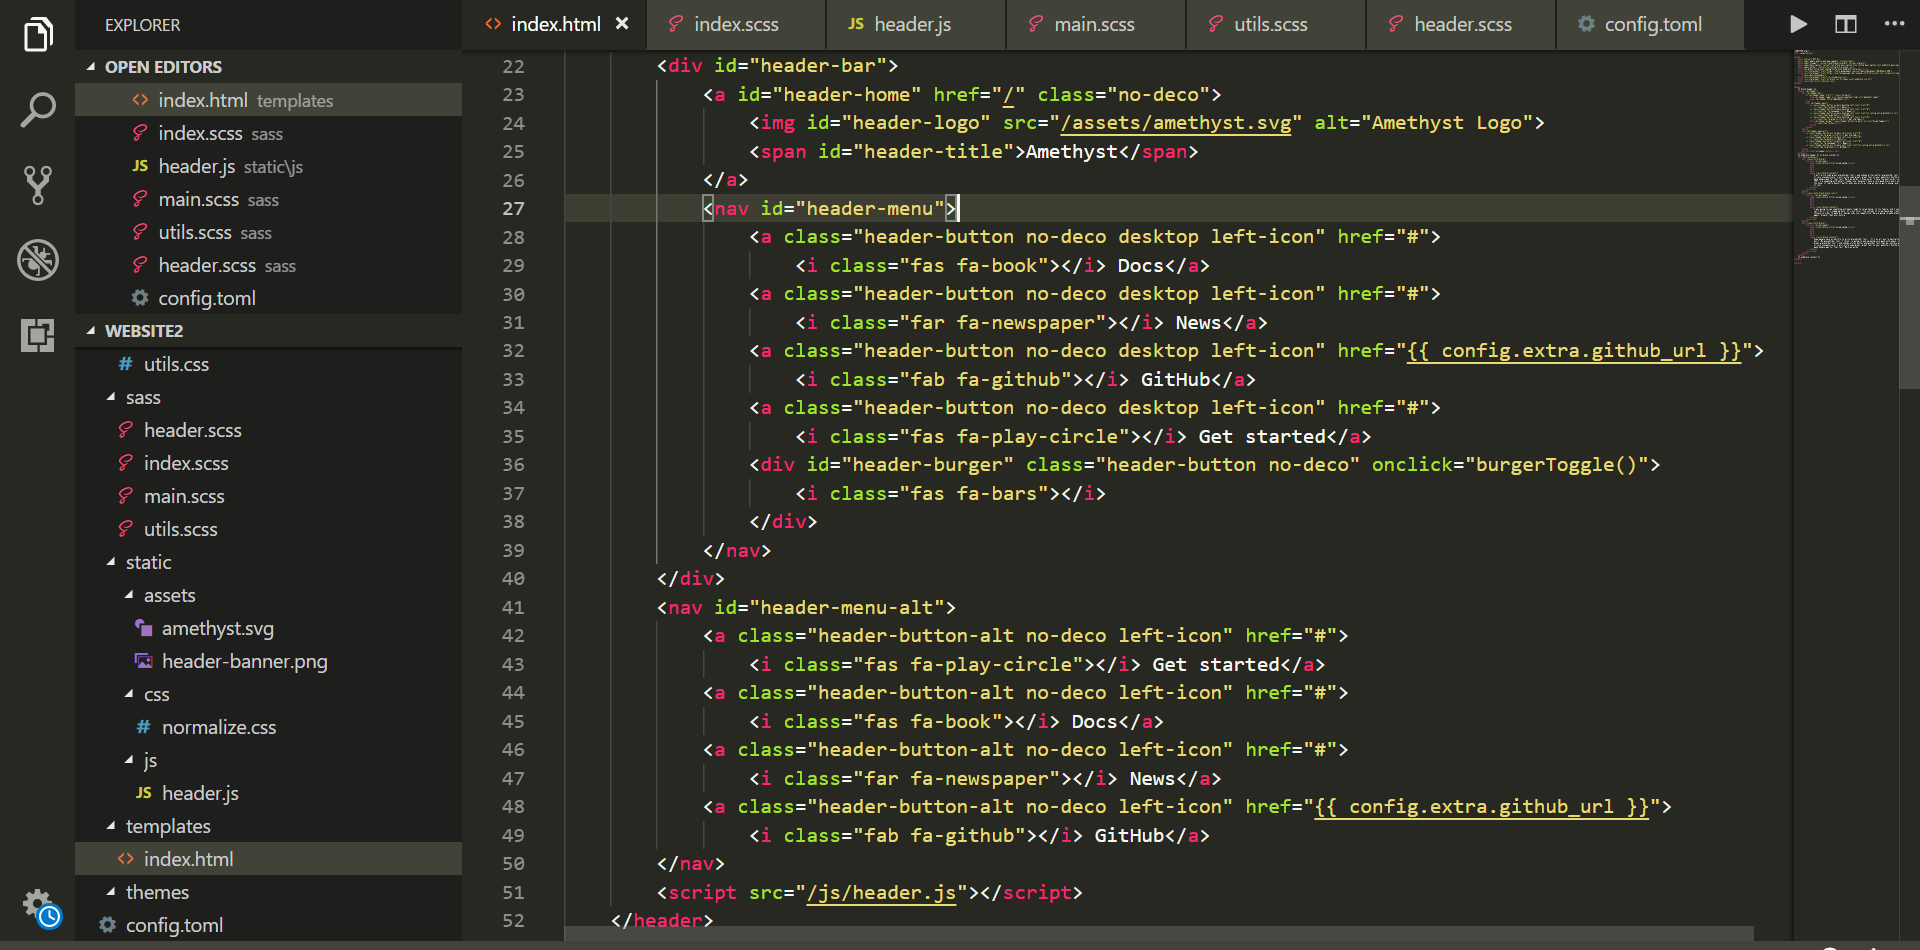 EXPLORER
OPEN EDITORS
index.html templates
index.scss sass
JS header.js static\js
main.scss sass
utils.scss sass
header.scss sass
config.toml
WEBSITE2
# utils.css
sass
header.scss
index.scss
main.scss
utils.scss
static
assets
amethyst.svg
header-banner.png
css
# normalize.css
js
JS header.js
templates
<> index.html
themes
config.toml
<> index.html ×
index.scss
JS header.js
main.scss
utils.scss
header.scss
config.toml
22 <div id="header-bar">
23 <a id="header-home" href="/" class="no-deco">
24 <img id="header-logo" src="/assets/amethyst.svg" alt="Amethyst Logo">
25 <span id="header-title">Amethyst</span>
26 </a>
27 <nav id="header-menu">
28 <a class="header-button no-deco desktop left-icon" href="#">
29 <i class="fas fa-book"></i> Docs</a>
30 <a class="header-button no-deco desktop left-icon" href="#">
31 <i class="far fa-newspaper"></i> News</a>
32 <a class="header-button no-deco desktop left-icon" href="{{ config.extra.github_url }}">
33 <i class="fab fa-github"></i> GitHub</a>
34 <a class="header-button no-deco desktop left-icon" href="#">
35 <i class="fas fa-play-circle"></i> Get started</a>
36 <div id="header-burger" class="header-button no-deco" onclick="burgerToggle()">
37 <i class="fas fa-bars"></i>
38 </div>
39 </nav>
40 </div>
41 <nav id="header-menu-alt">
42 <a class="header-button-alt no-deco left-icon" href="#">
43 <i class="fas fa-play-circle"></i> Get started</a>
44 <a class="header-button-alt no-deco left-icon" href="#">
45 <i class="fas fa-book"></i> Docs</a>
46 <a class="header-button-alt no-deco left-icon" href="#">
47 <i class="far fa-newspaper"></i> News</a>
48 <a class="header-button-alt no-deco left-icon" href="{{ config.extra.github_url }}">
49 <i class="fab fa-github"></i> GitHub</a>
50 </nav>
51 <script src="/js/header.js"></script>
52 </header>